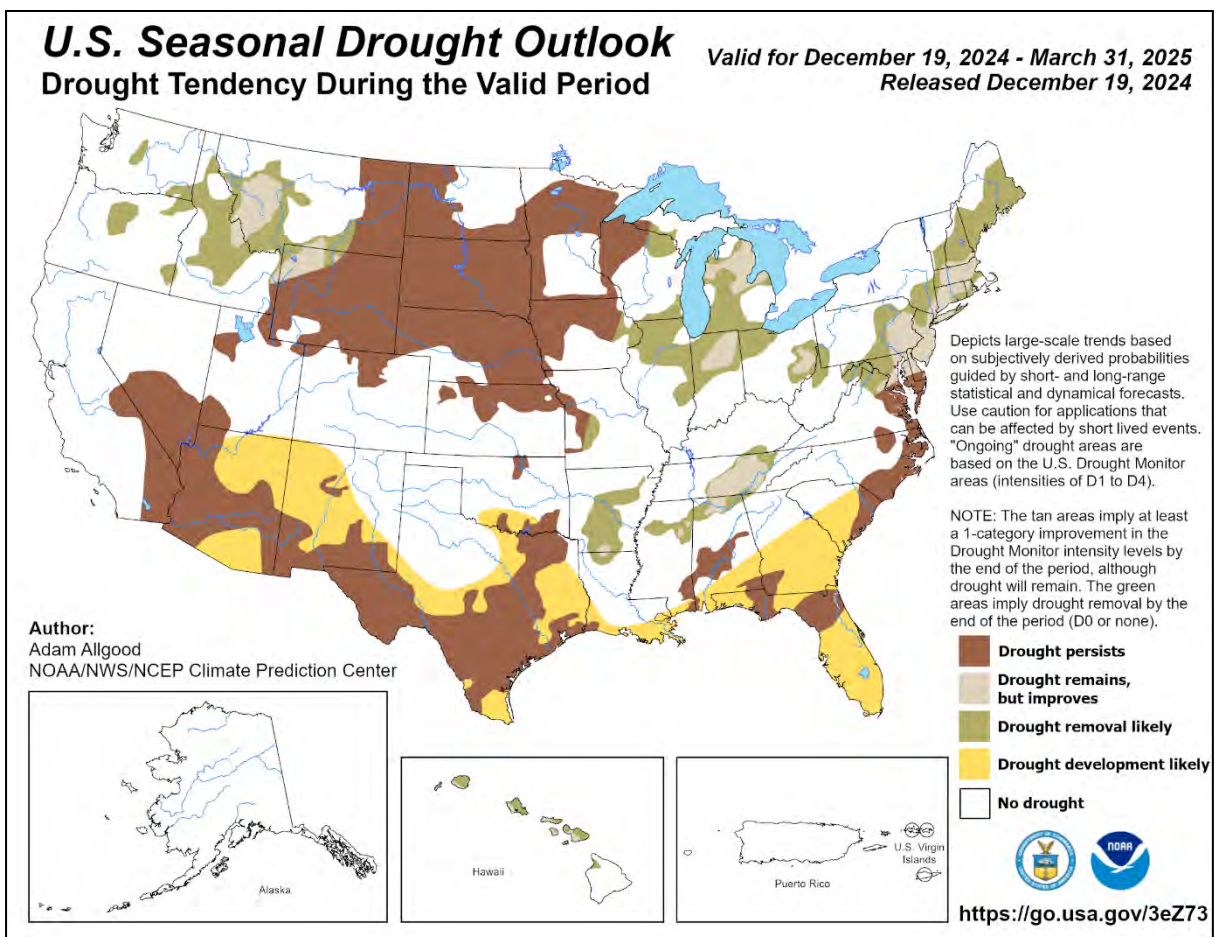 U.S. Seasonal Drought Outlook
Drought Tendency During the Valid Period
Valid for December 19, 2024 - March 31, 2025
Released December 19, 2024
Depicts large-scale trends based
on subjectively derived probabilities
guided by short- and long-range
statistical and dynamical forecasts.
Use caution for applications that
can be affected by short lived events.
"Ongoing" drought areas are
based on the U.S. Drought Monitor
areas (intensities of D1 to D4).
NOTE: The tan areas imply at least
a 1-category improvement in the
Drought Monitor intensity levels by
the end of the period, although
drought will remain. The green
areas imply drought removal by the
end of the period (D0 or none).
Author:
Adam Allgood
NOAA/NWS/NCEP Climate Prediction Center
Drought persists
Drought remains,
but improves
Drought removal likely
Drought development likely
No drought
Alaska
Hawaii
Puerto Rico
U.S. Virgin
Islands
NOAA
https://go.usa.gov/3eZ73